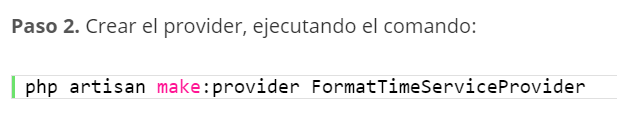 Paso 2. Crear el provider, ejecutando el comando:
php artisan make:provider FormatTimeServiceProvider